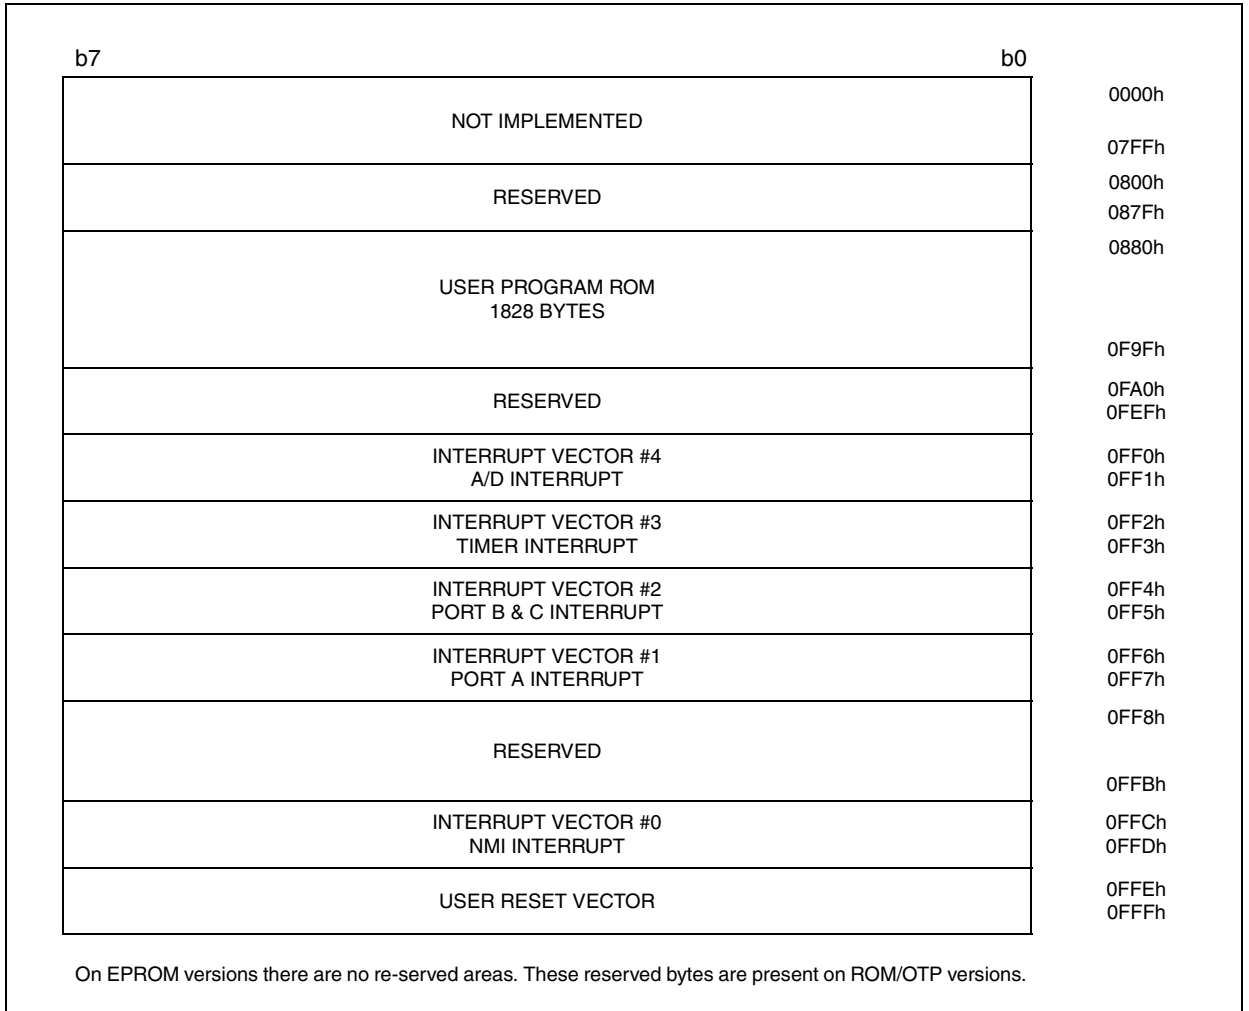 b7 b0
NOT IMPLEMENTED
0000h
07FFh
RESERVED
0800h
087Fh
USER PROGRAM ROM
1828 BYTES
0880h
0F9Fh
RESERVED
0FA0h
0FEFh
INTERRUPT VECTOR #4
A/D INTERRUPT
0FF0h
0FF1h
INTERRUPT VECTOR #3
TIMER INTERRUPT
0FF2h
0FF3h
INTERRUPT VECTOR #2
PORT B & C INTERRUPT
0FF4h
0FF5h
INTERRUPT VECTOR #1
PORT A INTERRUPT
0FF6h
0FF7h
RESERVED
0FF8h
0FFBh
INTERRUPT VECTOR #0
NMI INTERRUPT
0FFCh
0FFDh
USER RESET VECTOR
0FFEh
0FFFh
On EPROM versions there are no re-served areas. These reserved bytes are present on ROM/OTP versions.